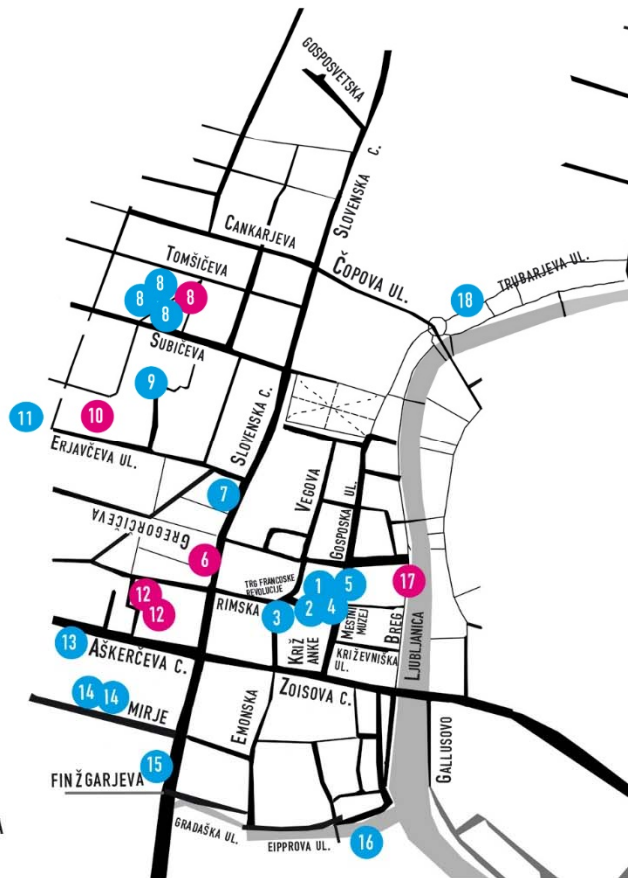 GOSPOSVETSKA
SLOVENSKA C.
CANKARJEVA
TOMŠIČEVA
ČOPOVA UL.
TRUBARJEVA UL.
18
8
8
8
8
SUBIČEVA
9
10
11
ERJAVČEVA UL.
SLOVENSKA C.
7
VEGOVA
GOSPOSKA UL.
GREGORČIČEVA
6
TRG FRANCOSKE
REVOLUCIJE
1
5
17
12
12
RIMSKA
3
2
4
MESTNI
MUZEJ
BREG
LJUBLJANICA
KRIŽ
ANKE
KRIŽEVNIŠKA
UL.
13
AŠKERČEVA C.
ZOISOVA C.
14
14
MIRJE
EMONSKA
GALLUSOVO
15
FINŽGARJEVA
GRADAŠKA UL.
EIPPROVA UL.
16